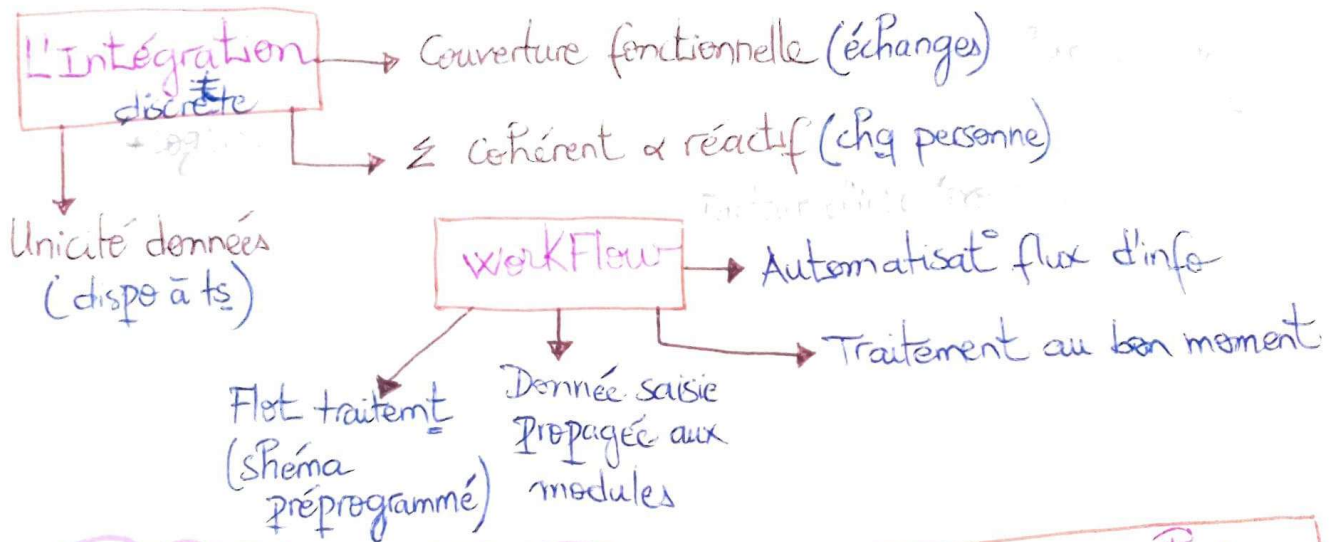 L'Intégration
discrète
Couverture fonctionnelle (échanges)
Σ Cohérent & réactif (chq personne)
Unicité données
(dispo à ts)
WorkFlow
Automatisat° flux d'info
Traitement au bon moment
Flot traitemt
(shéma
préprogrammé)
Donnée saisie
Propagée aux
modules